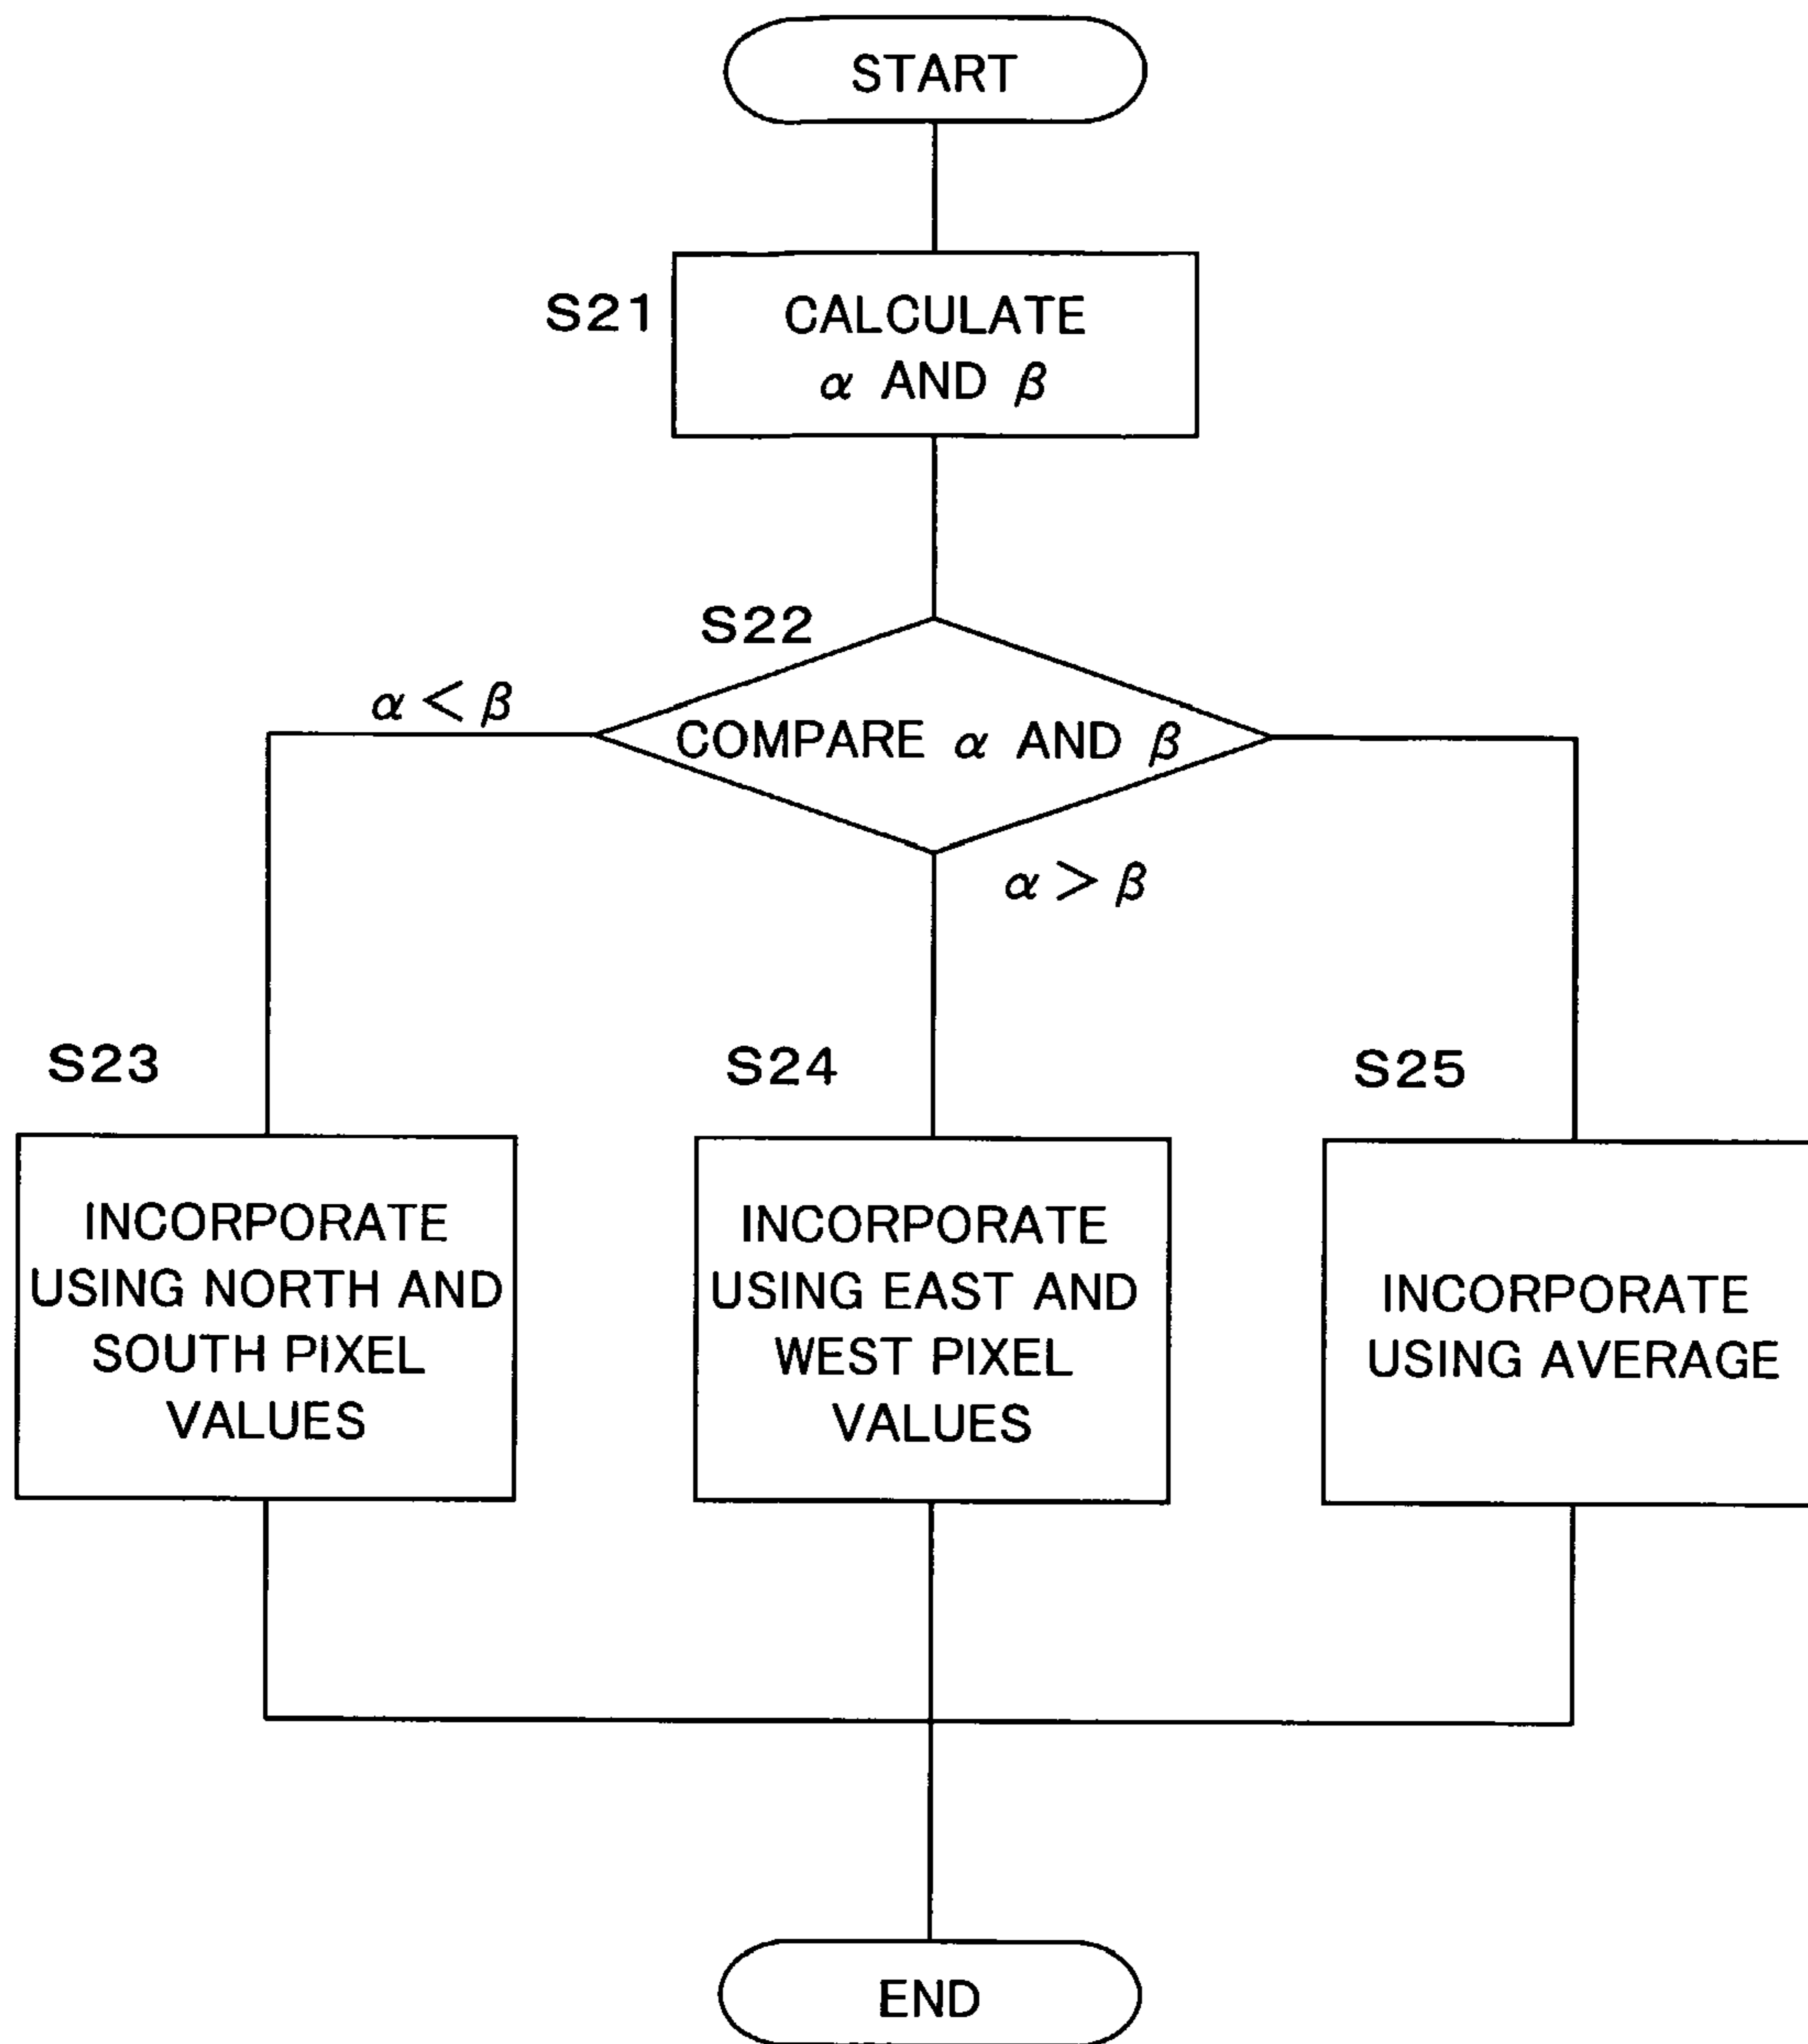 START
S21
CALCULATE
α AND β
S22
α < β
COMPARE α AND β
α > β
S23
S24
S25
INCORPORATE
USING NORTH AND
SOUTH PIXEL
VALUES
INCORPORATE
USING EAST AND
WEST PIXEL
VALUES
INCORPORATE
USING AVERAGE
END